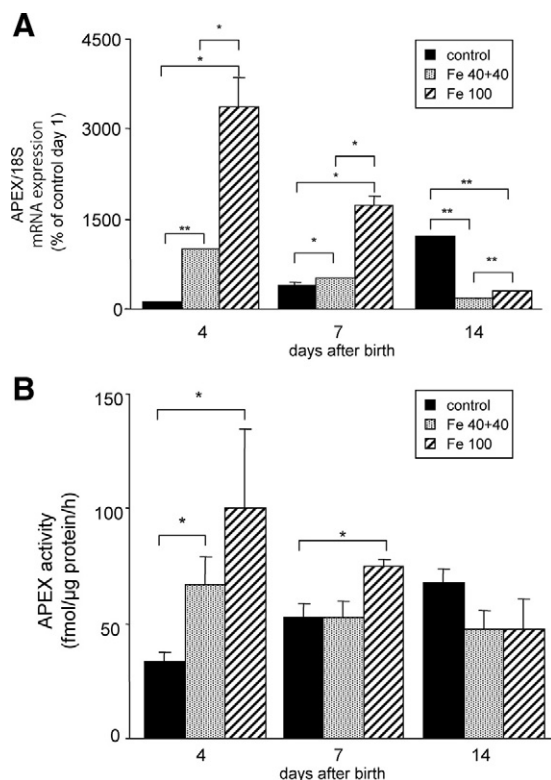 A
APEX/18S
mRNA expression
(% of control day 1)
4500
3000
1500
0
control
Fe 40+40
Fe 100
*
*
**
*
*
*
**
**
**
4
7
14
days after birth
B
APEX activity
(fmol/µg protein/h)
150
100
50
0
control
Fe 40+40
Fe 100
*
*
*
4
7
14
days after birth